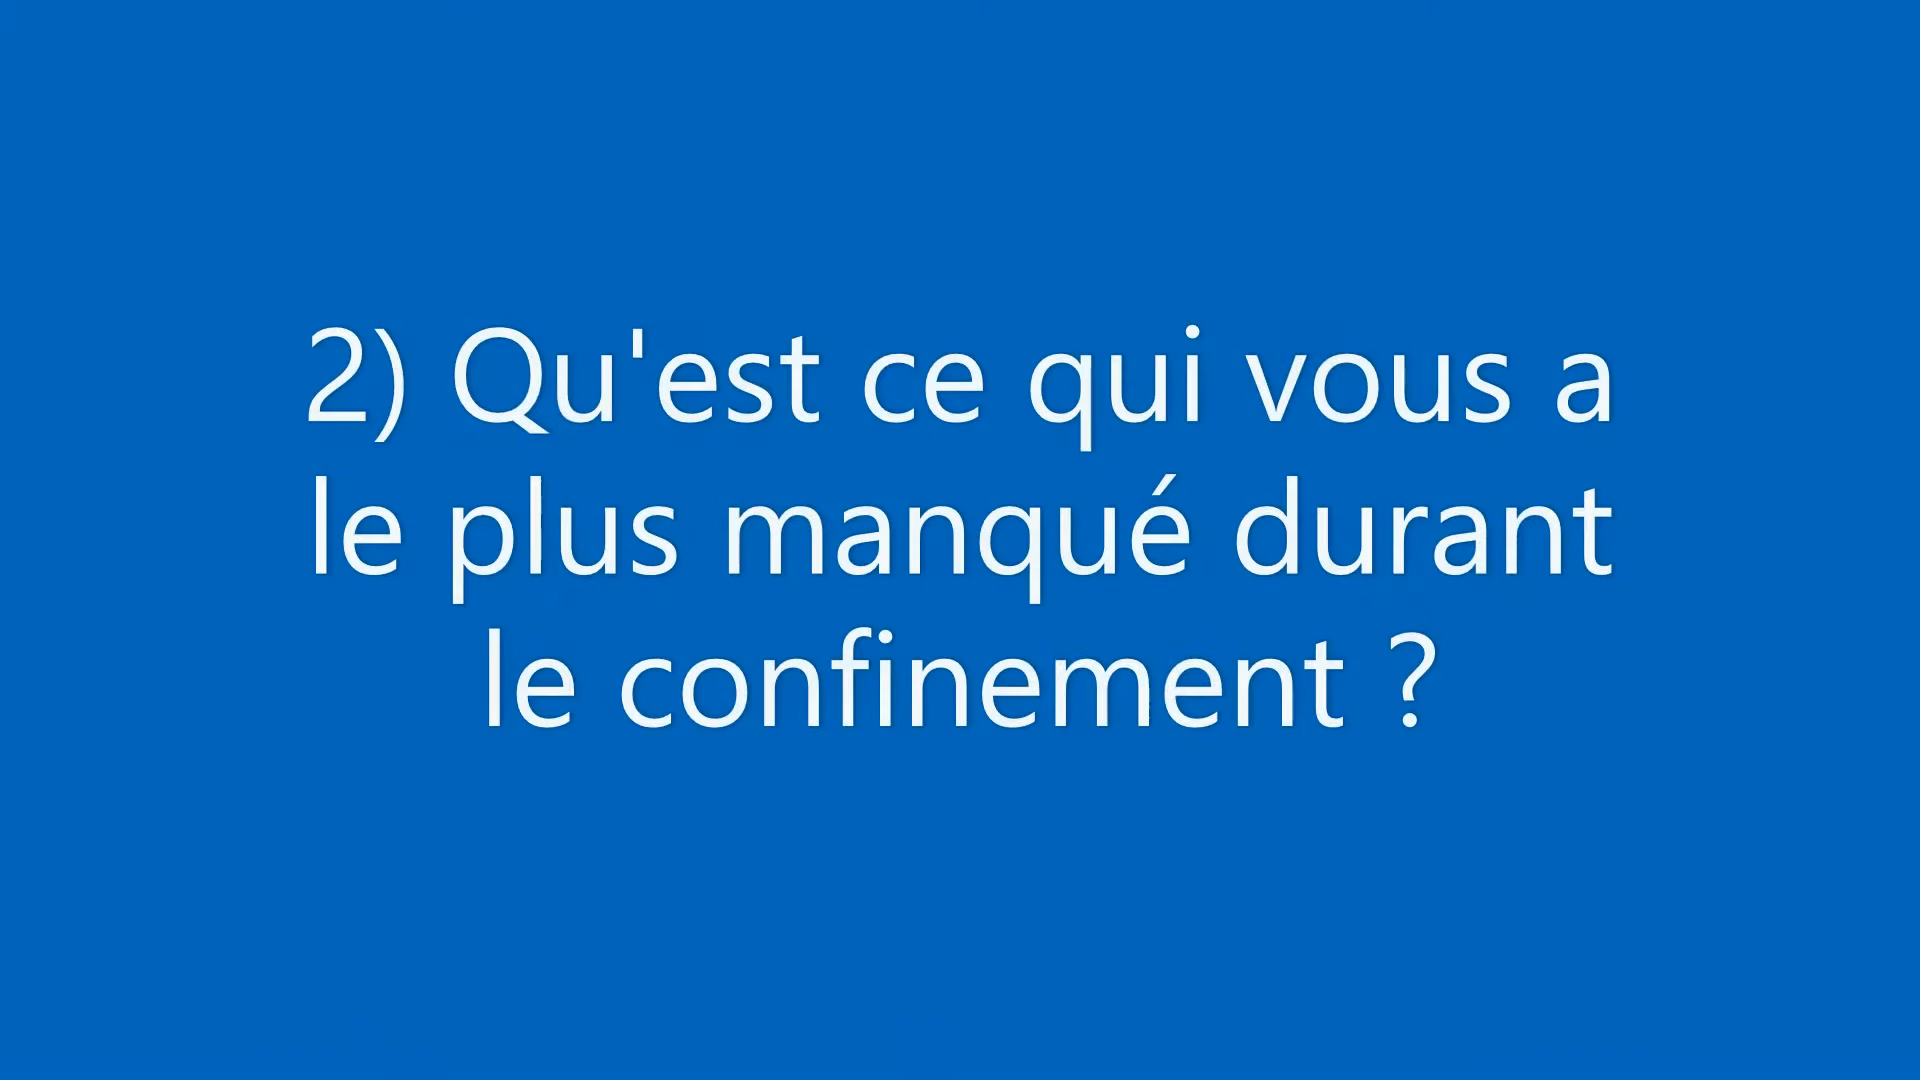 2) Qu'est ce qui vous a
le plus manqué durant
le confinement ?